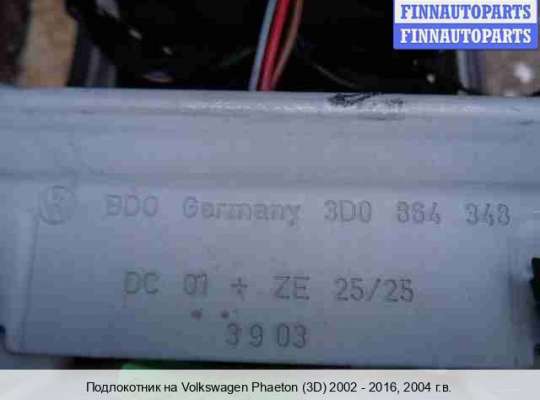 FINNAUTOPARTS
FINNAUTOPARTS
BDO Germany 3D0 864 348
DC 01 + ZE 25/25
3903
Подлокотник на Volkswagen Phaeton (3D) 2002 - 2016, 2004 г.в.